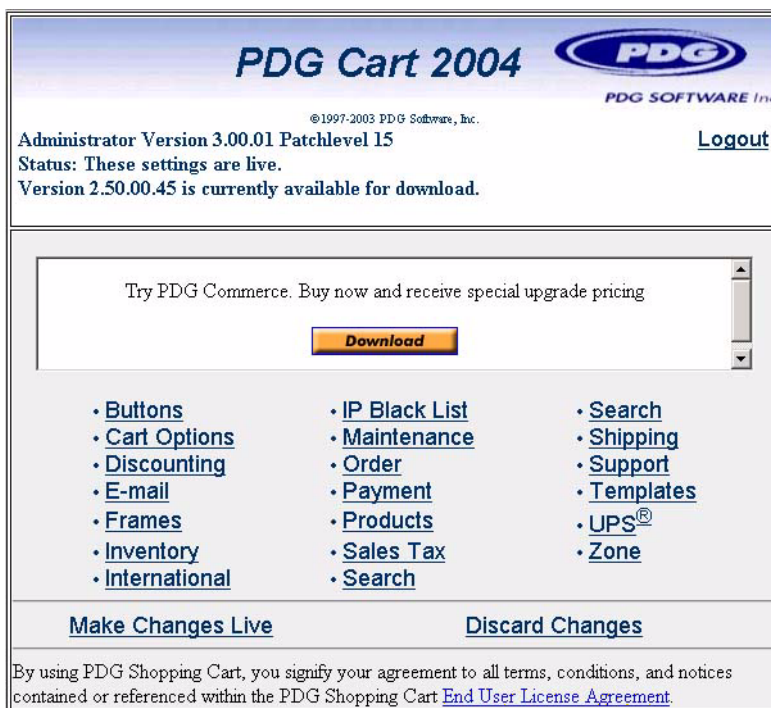 PDG Cart 2004
PDG
PDG SOFTWARE Inc
©1997-2003 PDG Software, Inc.
Administrator Version 3.00.01 Patchlevel 15
Logout
Status: These settings are live.
Version 2.50.00.45 is currently available for download.
Try PDG Commerce. Buy now and receive special upgrade pricing
Download
• Buttons
• Cart Options
• Discounting
• E-mail
• Frames
• Inventory
• International
• IP Black List
• Maintenance
• Order
• Payment
• Products
• Sales Tax
• Search
• Search
• Shipping
• Support
• Templates
• UPS®
• Zone
Make Changes Live
Discard Changes
By using PDG Shopping Cart, you signify your agreement to all terms, conditions, and notices
contained or referenced within the PDG Shopping Cart End User License Agreement.